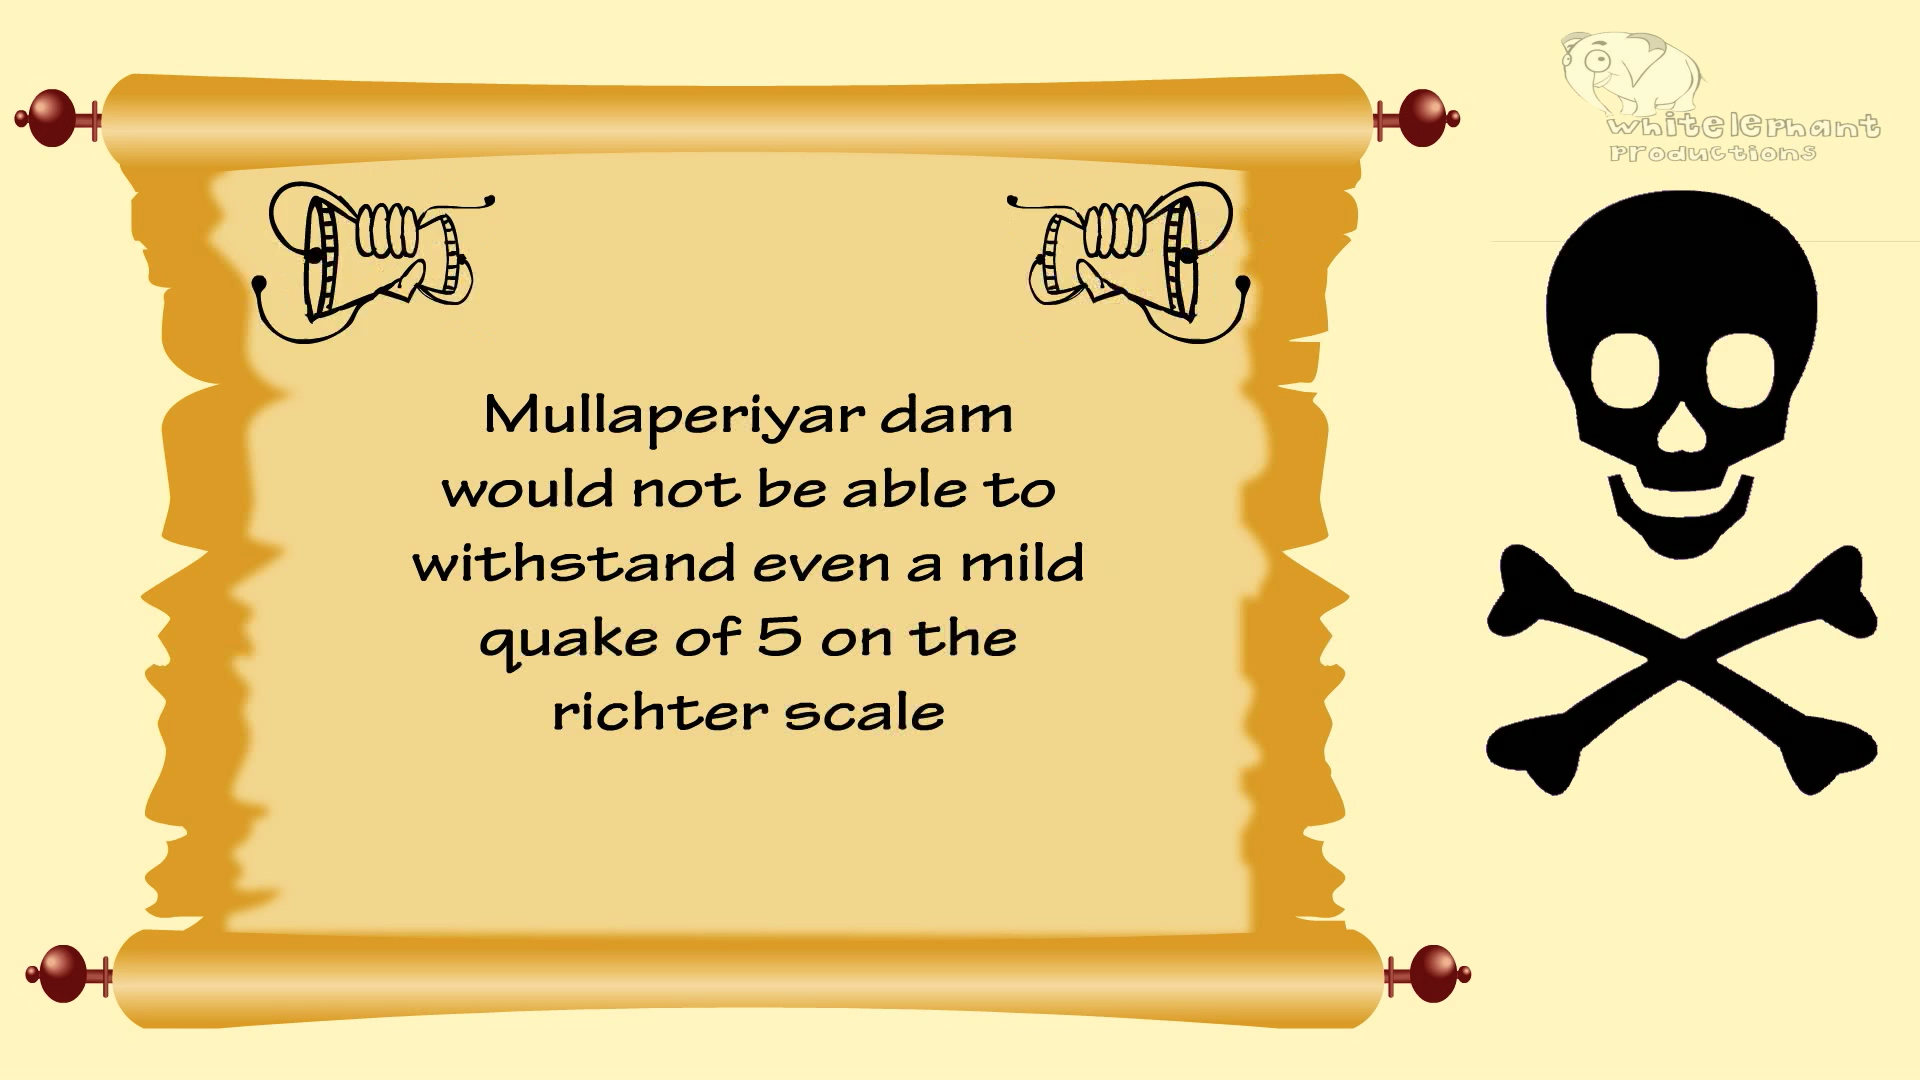 whitelephant
Productions
Mullaperiyar dam
would not be able to
withstand even a mild
quake of 5 on the
richter scale